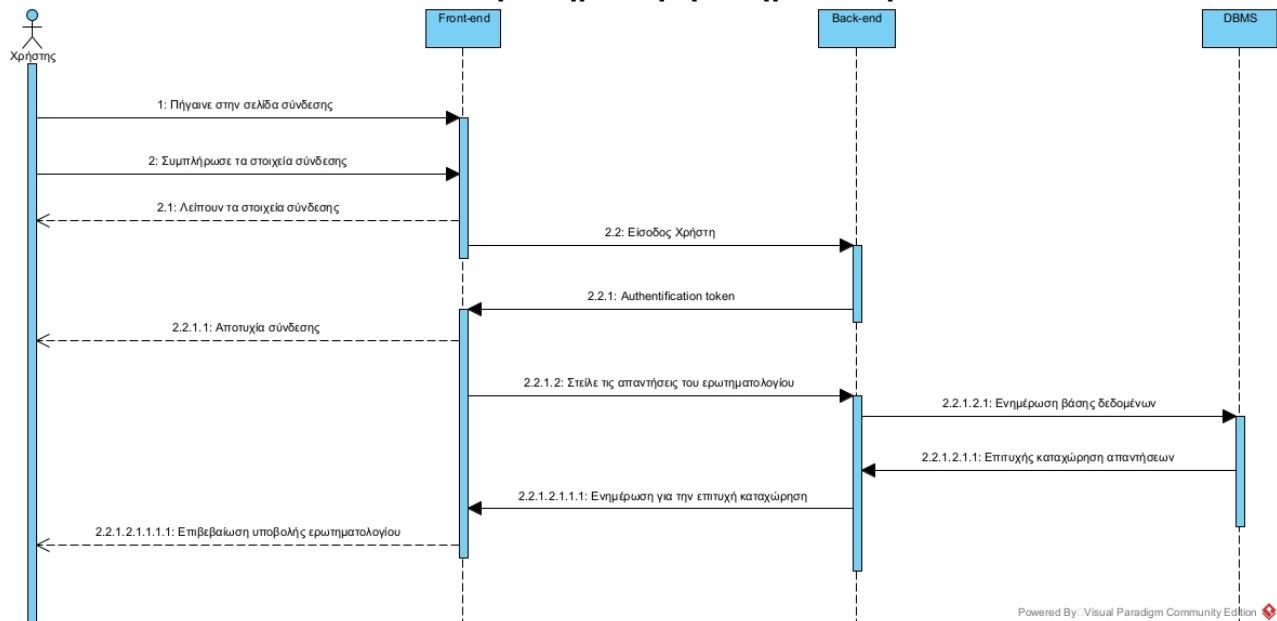 Front-end
Back-end
DBMS
Χρήστης
1: Πήγαινε στην σελίδα σύνδεσης
2: Συμπλήρωσε τα στοιχεία σύνδεσης
2.1: Λείπουν τα στοιχεία σύνδεσης
2.2: Είσοδος Χρήστη
2.2.1: Authentification token
2.2.1.1: Αποτυχία σύνδεσης
2.2.1.2: Στείλε τις απαντήσεις του ερωτηματολογίου
2.2.1.2.1: Ενημέρωση βάσης δεδομένων
2.2.1.2.1.1: Επιτυχής καταχώρηση απαντήσεων
2.2.1.2.1.1.1: Ενημέρωση για την επιτυχή καταχώρηση
2.2.1.2.1.1.1.1: Επιβεβαίωση υποβολής ερωτηματολογίου
Powered By Visual Paradigm Community Edition